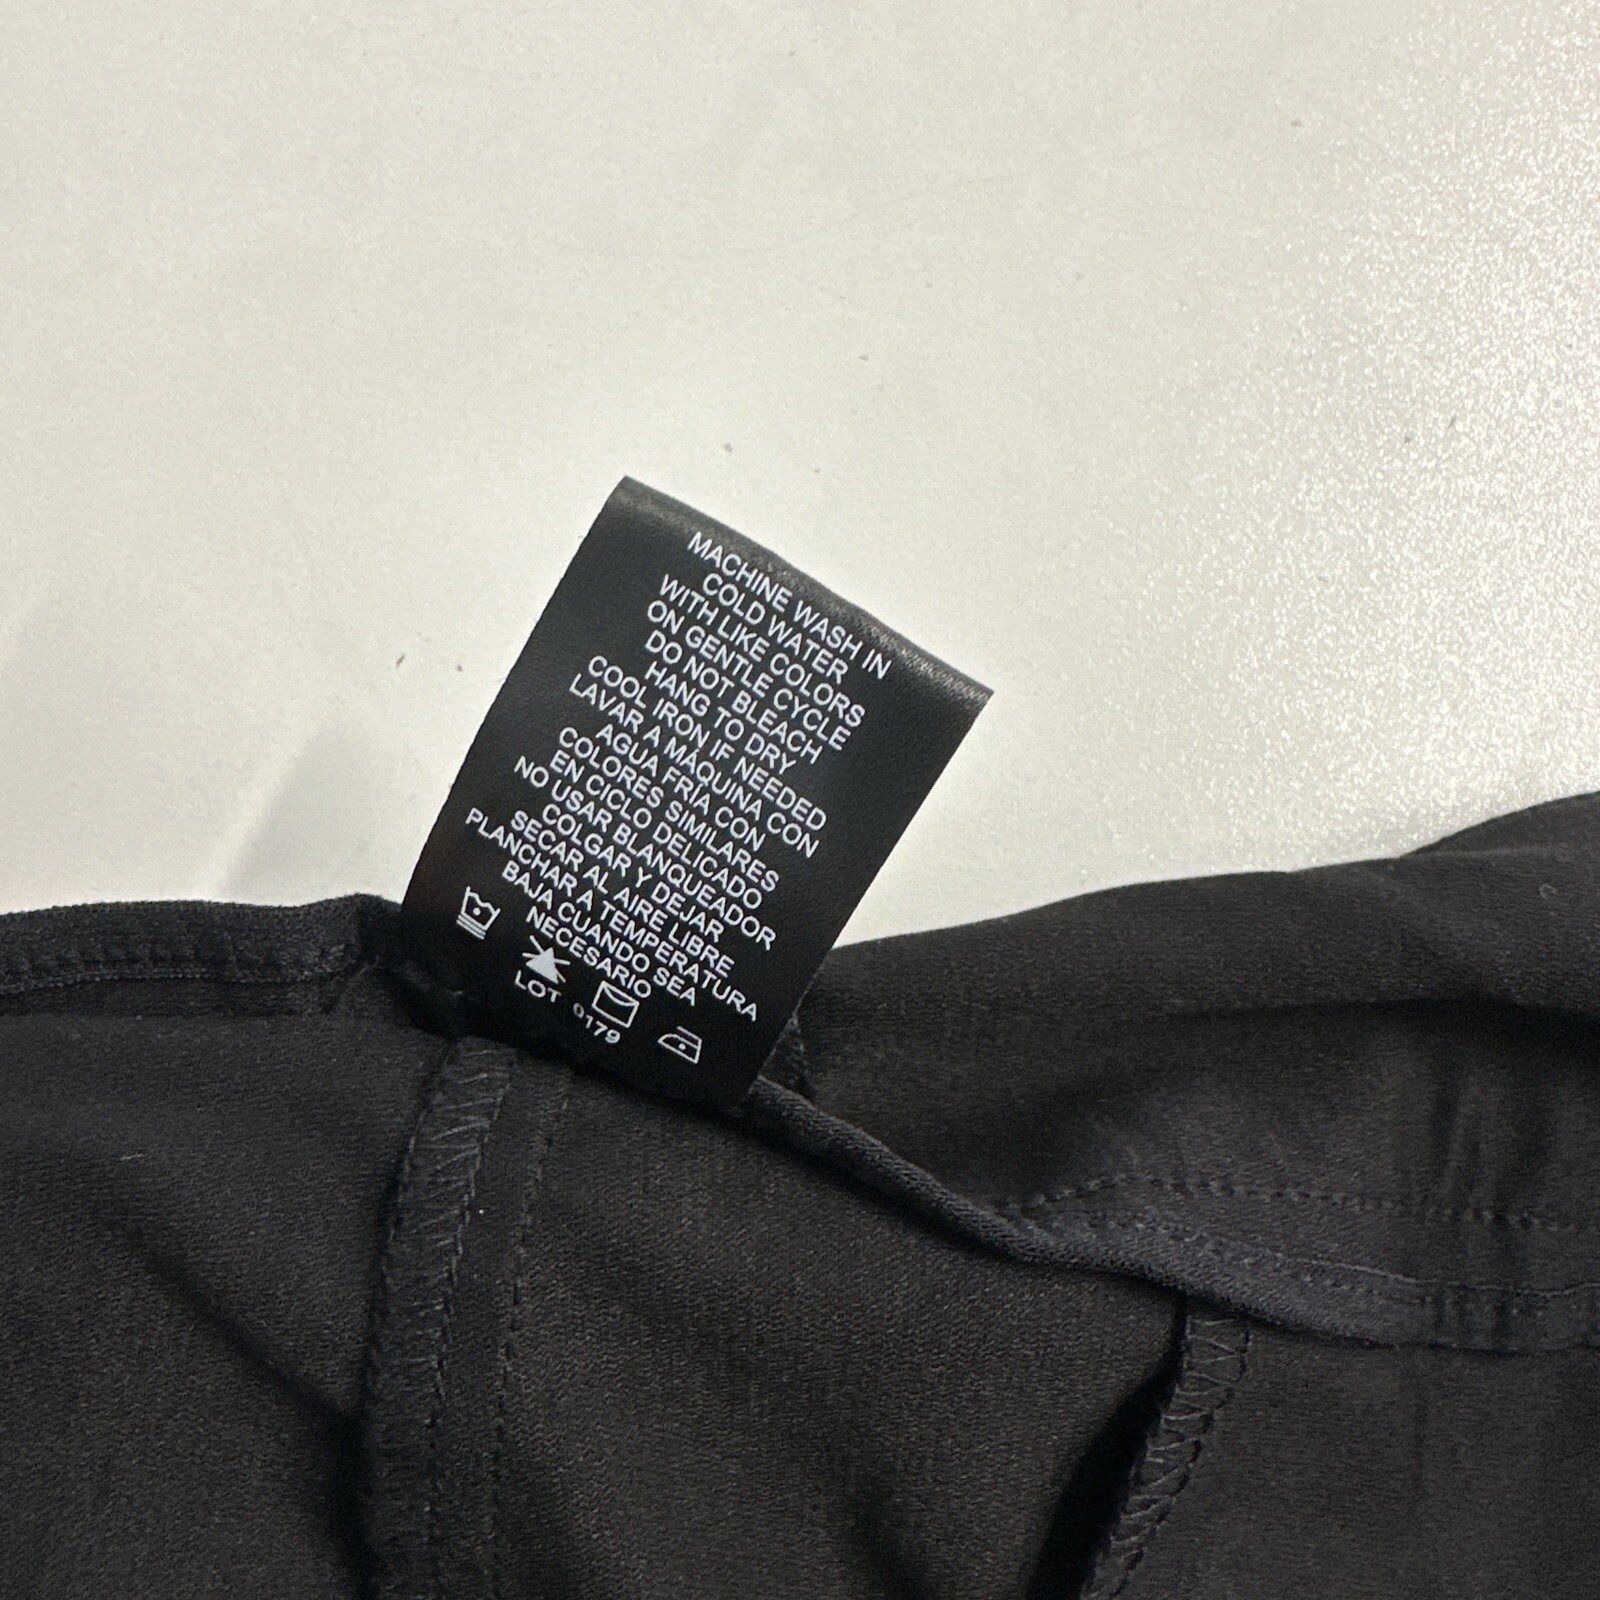 MACHINE WASH IN
COLD WATER
WITH LIKE COLORS
ON GENTLE CYCLE
DO NOT BLEACH
HANG TO DRY
COOL IRON IF NEEDED
LAVAR A MÁQUINA CON
AGUA FRÍA CON
COLORES SIMILARES
EN CICLO DELICADO
NO USAR BLANQUEADOR
COLGAR Y DEJAR
SECAR AL AIRE LIBRE
PLANCHAR A TEMPERATURA
BAJA CUANDO SEA
NECESARIO
LOT 0179